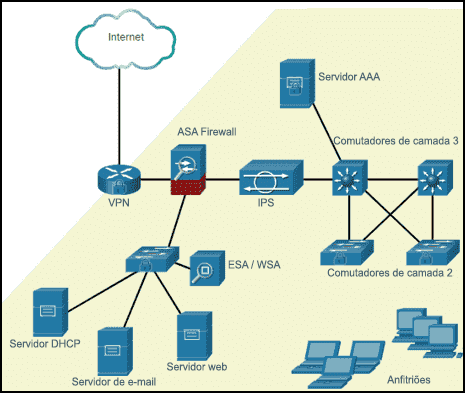 Internet
Servidor AAA
ASA Firewall
Comutadores de camada 3
VPN
IPS
ESA / WSA
Comutadores de camada 2
Servidor DHCP
Servidor de e-mail
Servidor web
Anfitriões